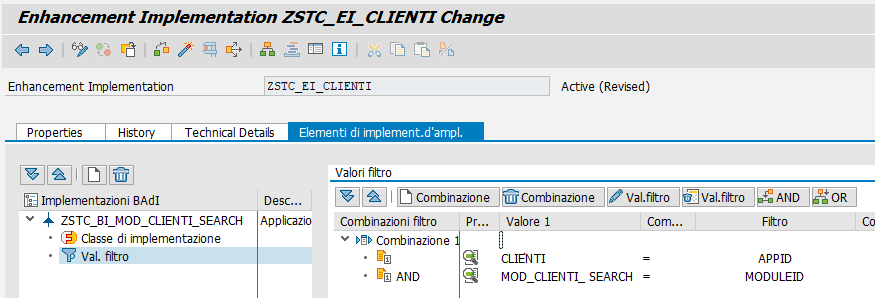 Enhancement Implementation ZSTC_EI_CLIENTI Change
Enhancement Implementation ZSTC_EI_CLIENTI Active (Revised)
Properties History Technical Details Elementi di implement.d'ampl.
Valori filtro
Combinazione Combinazione Val.filtro Val.filtro AND OR
Implementazioni BAdI Desc...
Combinazioni filtro Pr... Valore 1 Com... Filtro Co
ZSTC_BI_MOD_CLIENTI_SEARCH Applicazio
Combinazione 1
Classe di implementazione
CLIENTI = APPID
Val. filtro
AND MOD_CLIENTI_ SEARCH = MODULEID